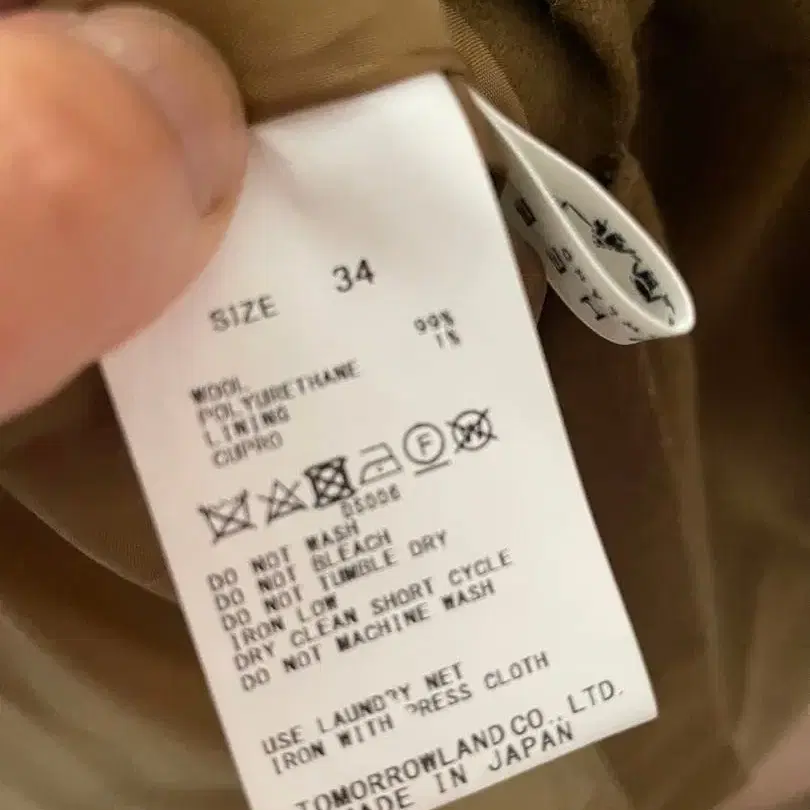 SIZE 34
WOOL 99%
POLYURETHANE 1%
LINING
CUPRO
F W
05006
DO NOT WASH
DO NOT BLEACH
DO NOT TUMBLE DRY
IRON LOW
DRY CLEAN SHORT CYCLE
DO NOT MACHINE WASH
USE LAUNDRY NET
IRON WITH PRESS CLOTH
TOMORROWLAND CO., LTD.
MADE IN JAPAN